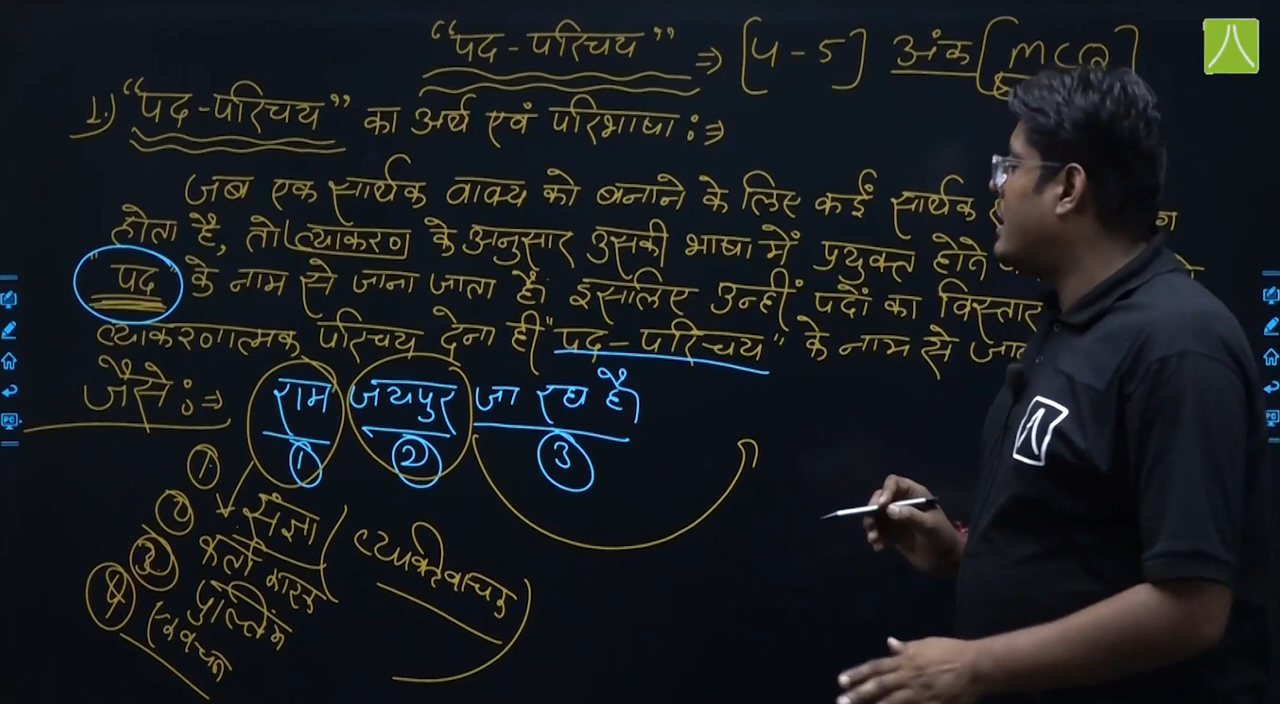 “पद-परिचय” ⇒ [4-5] अंक [MCQ]
1.) “पद-परिचय” का अर्थ एवं परिभाषा :⇒
जब एक सार्थक वाक्य को बनाने के लिए कई सार्थक
होता है, तो व्याकरण के अनुसार उसकी भाषा में प्रयुक्त होने
"पद" के नाम से जाना जाता है। इसलिए उन्हीं पदों का विस्तार
व्याकरणात्मक परिचय देना ही "पद-परिचय" के नाम से
जैसे :⇒ राम जयपुर जा रहा है।
① ② ③
① संज्ञा / व्यक्तिवाचक
② कर्ता कारक
③ पुल्लिंग
④ एकवचन